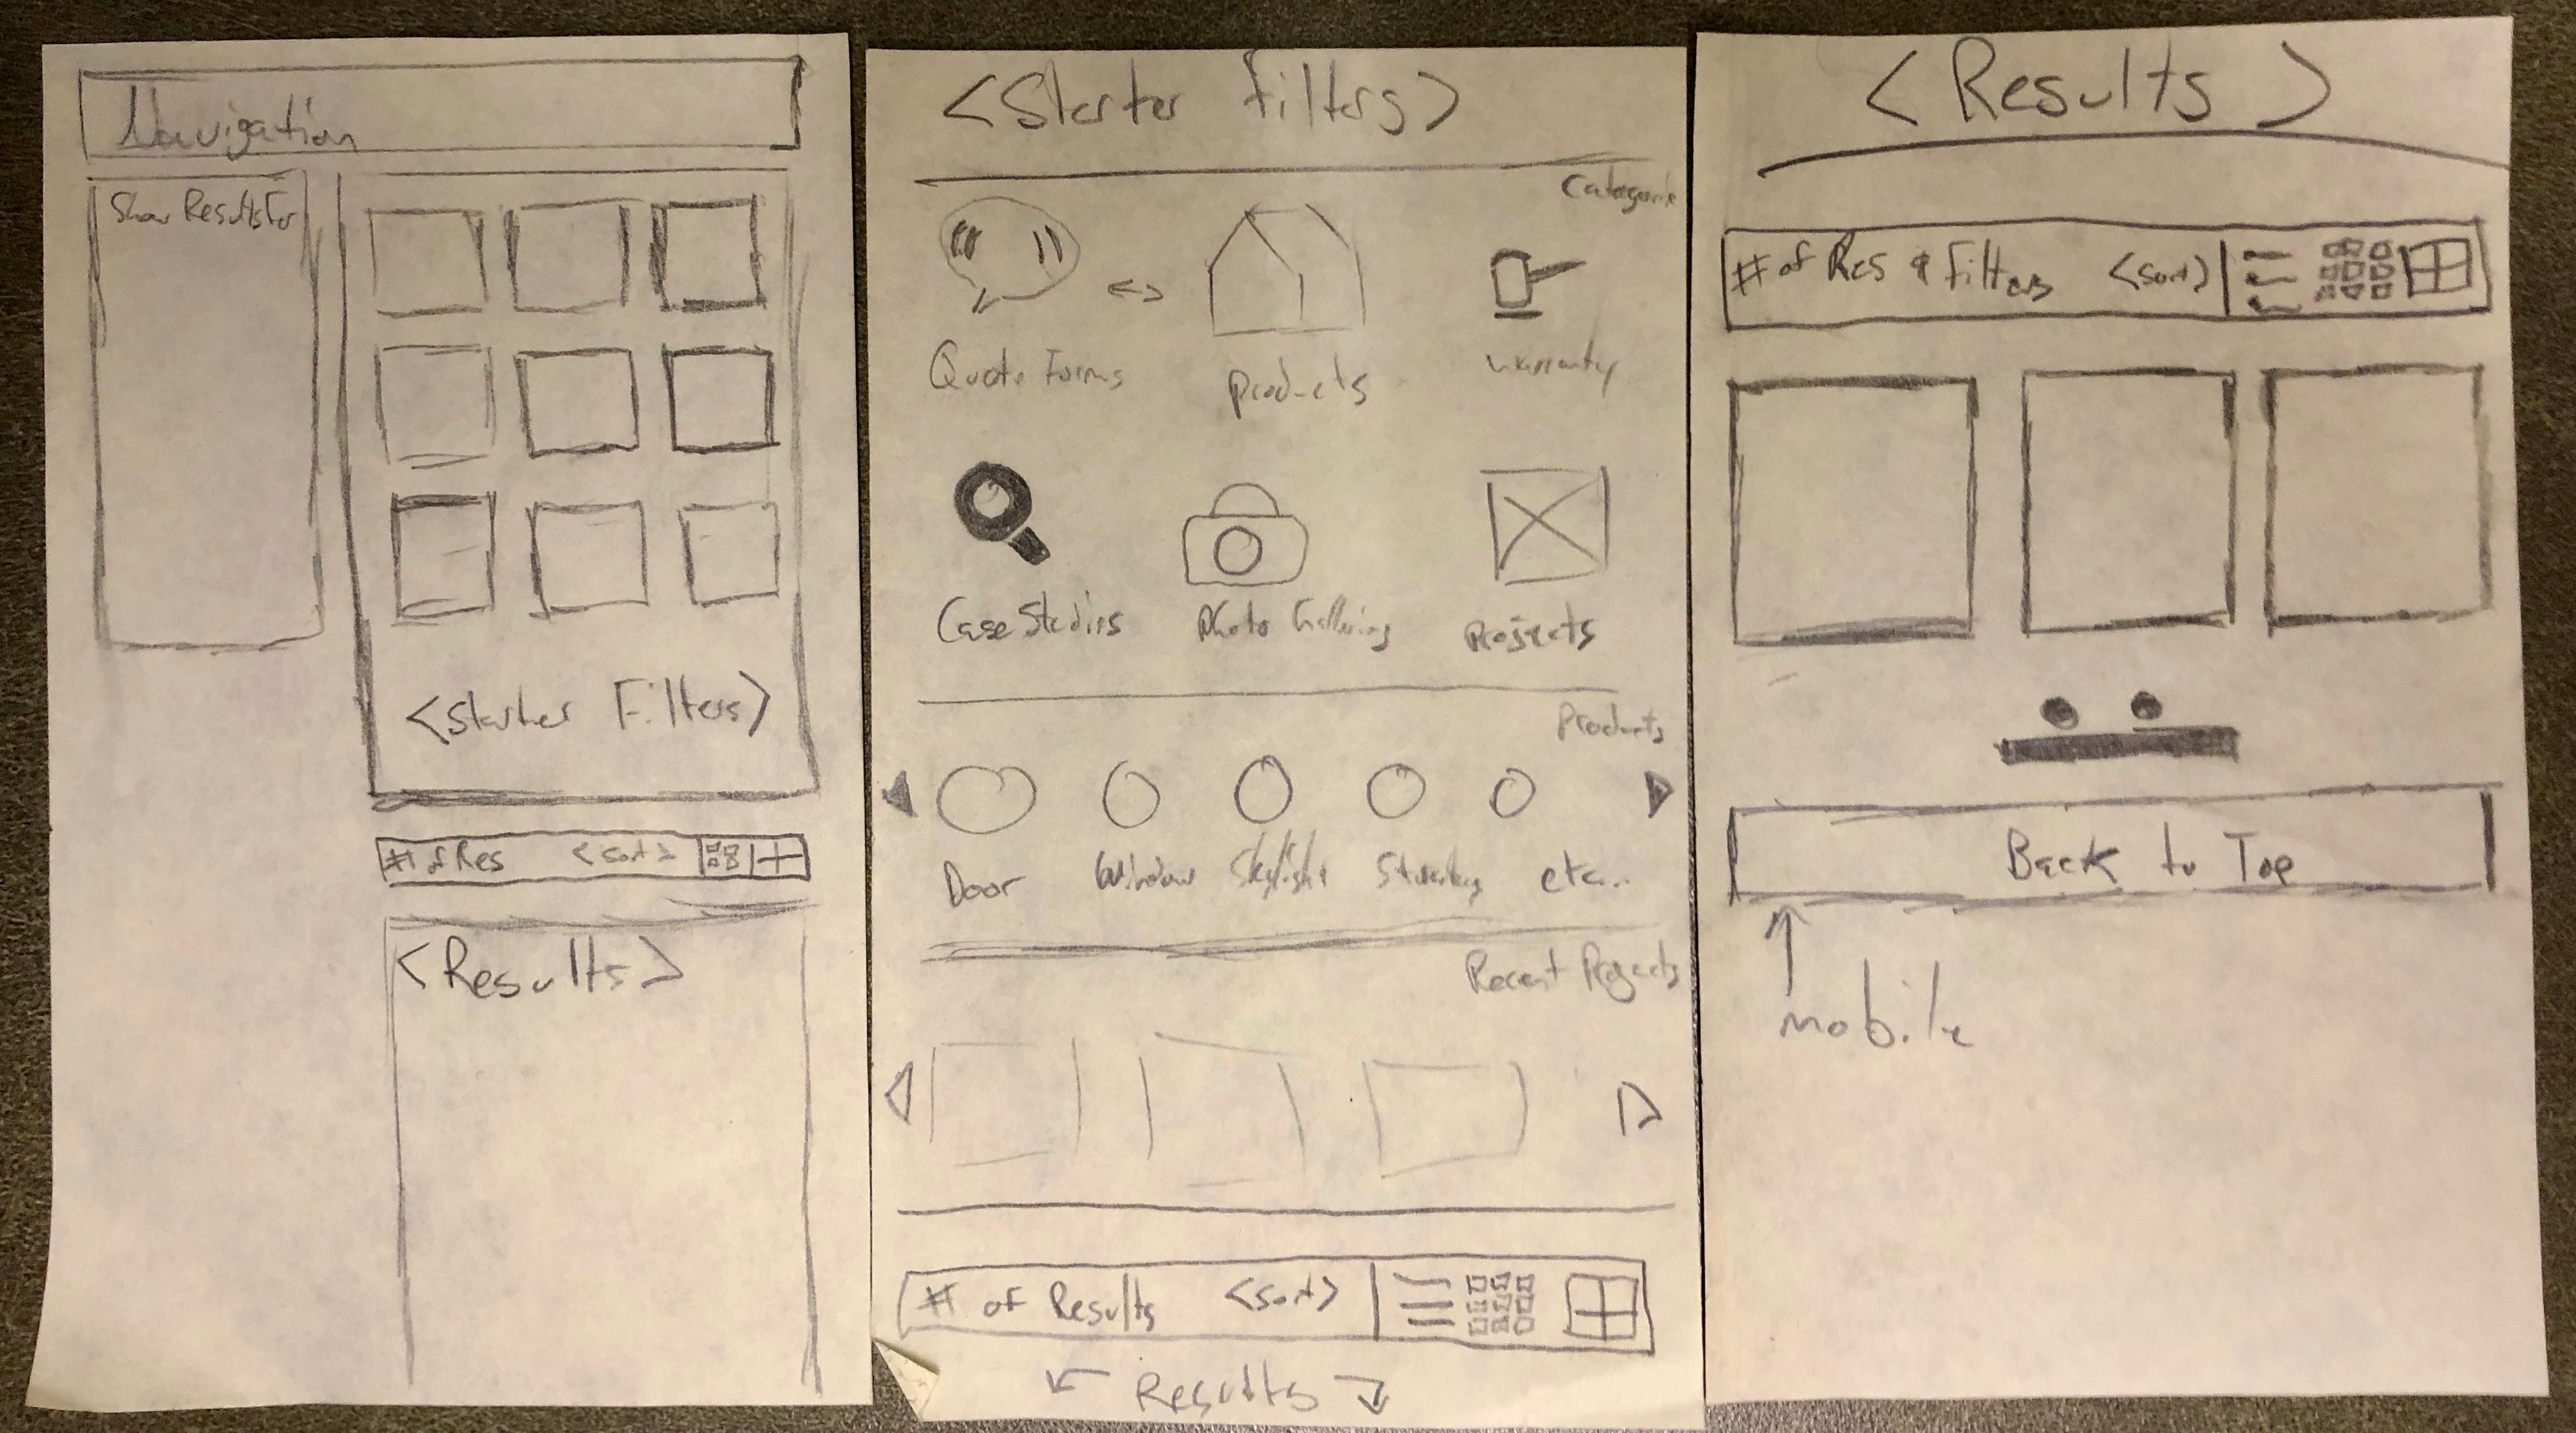 Navigation
Show Results For
<Starter Filters>
# of Res <sort>
<Results>
<Starter Filters>
Categorie
Quote Forms
Products
warranty
Case Studies
Photo Galleries
Projects
Products
Door
Window
Skylight
etc...
Recent Projects
# of Results <sort>
Results
<Results>
# of Res & Filters <sort>
Back to Top
mobile